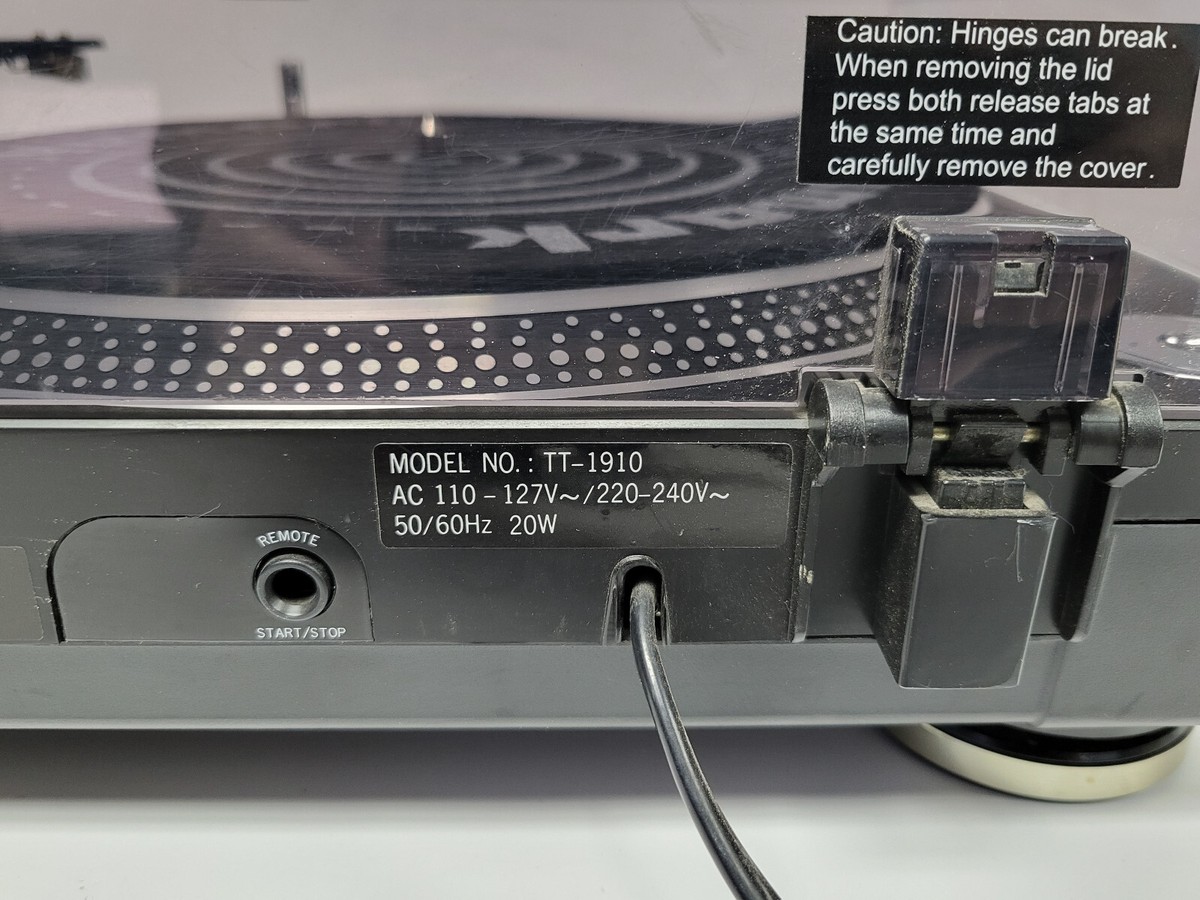 Caution: Hinges can break.
When removing the lid
press both release tabs at
the same time and
carefully remove the cover.
MODEL NO.: TT-1910
AC 110-127V~/220-240V~
50/60Hz 20W
REMOTE
START/STOP